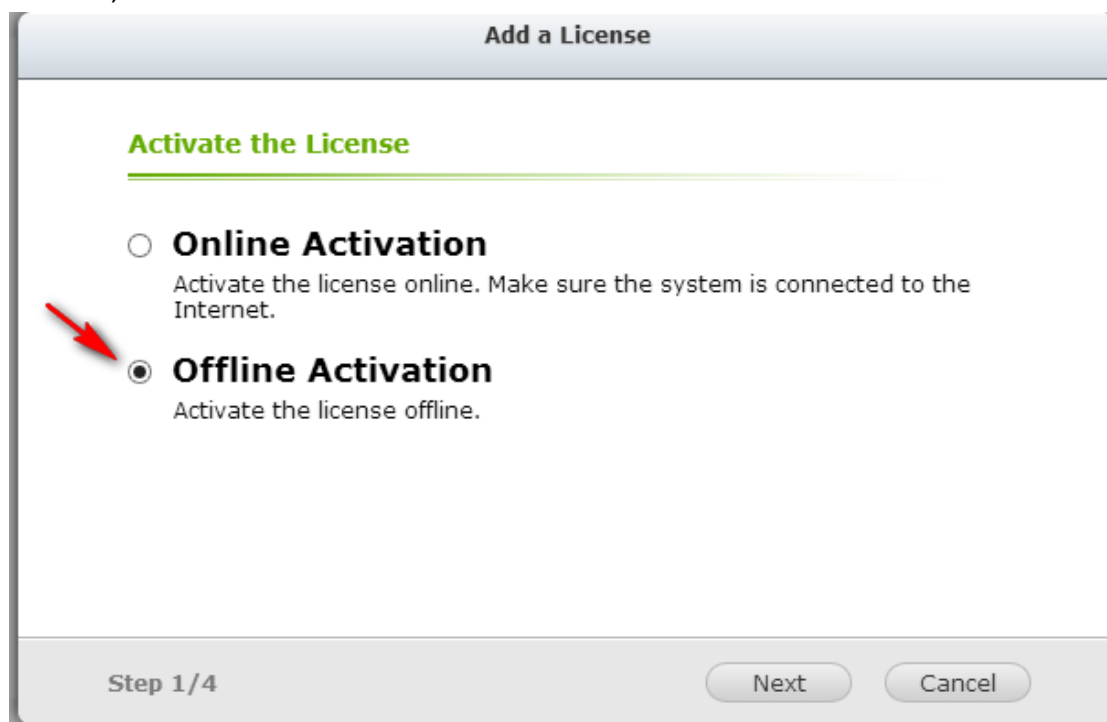 Add a License
Activate the License
Online Activation
Activate the license online. Make sure the system is connected to the
Internet.
Offline Activation
Activate the license offline.
Step 1/4
Next
Cancel